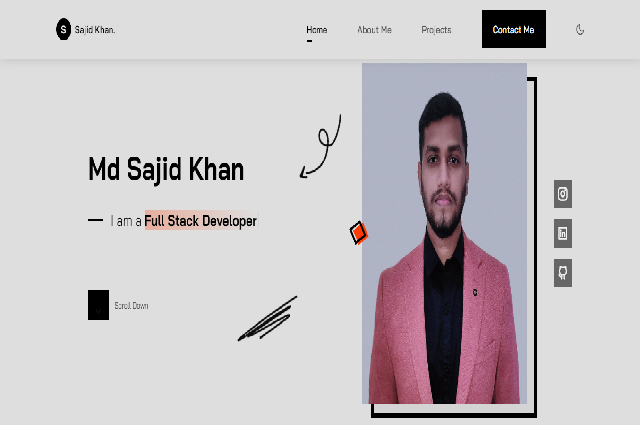 S Sajid Khan.
Home
About Me
Projects
Contact Me
Md Sajid Khan
I am a Full Stack Developer
Scroll Down